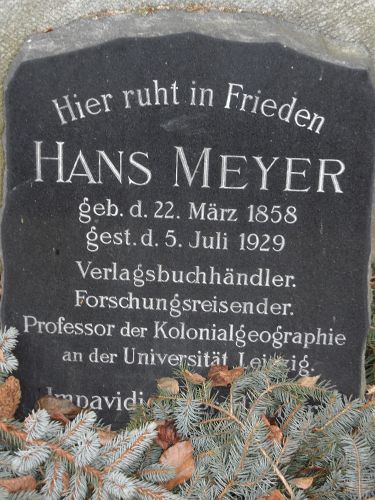 Hier ruht in Frieden
HANS MEYER
geb. d. 22. März 1858
gest. d. 5. Juli 1929
Verlagsbuchhändler.
Forschungsreisender.
Professor der Kolonialgeographie
an der Universität Leipzig.